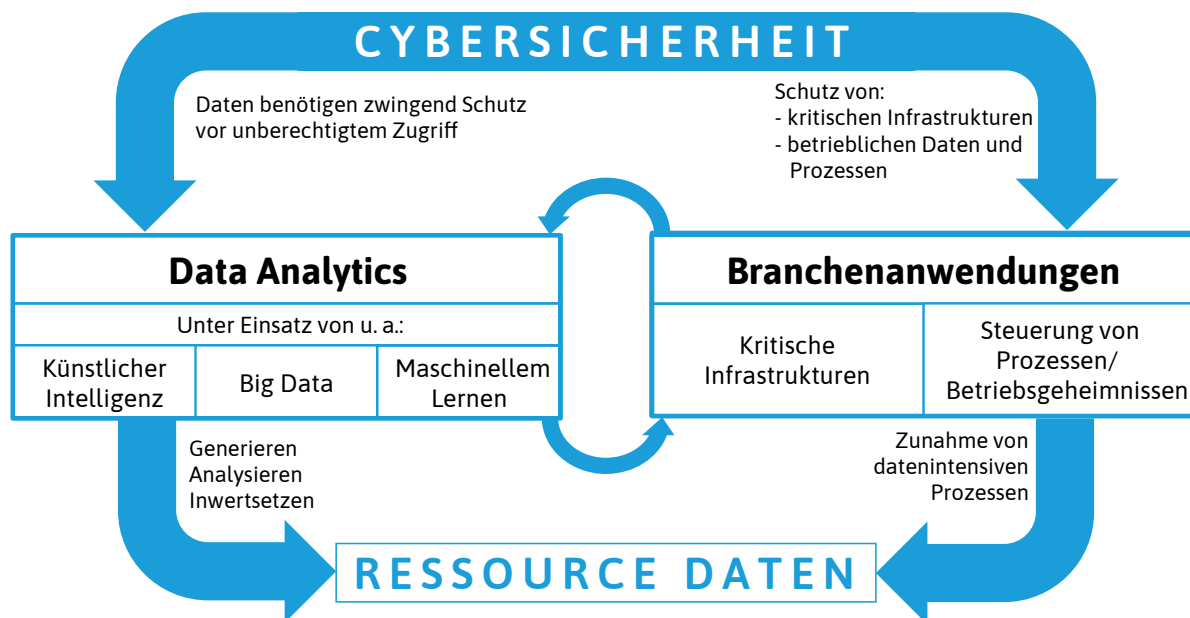 CYBERSICHERHEIT
Daten benötigen zwingend Schutz
vor unberechtigtem Zugriff
Schutz von:
- kritischen Infrastrukturen
- betrieblichen Daten und
Prozessen
Data Analytics
Unter Einsatz von u. a.:
Künstlicher
Intelligenz
Big Data
Maschinellem
Lernen
Branchenanwendungen
Kritische
Infrastrukturen
Steuerung von
Prozessen/
Betriebsgeheimnissen
Generieren
Analysieren
Inwertsetzen
Zunahme von
datenintensiven
Prozessen
RESSOURCE DATEN